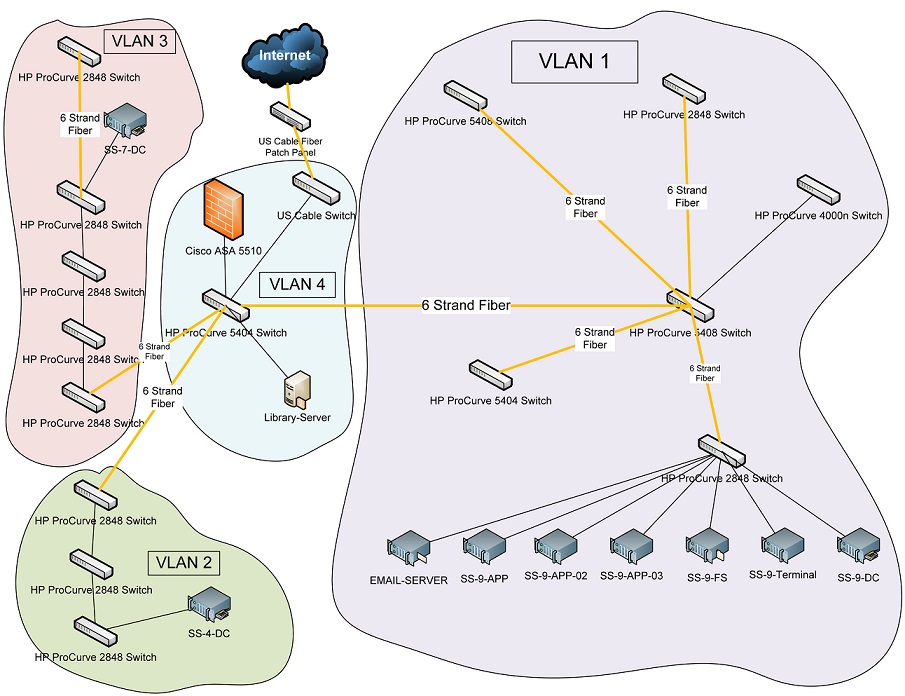 VLAN 3
HP ProCurve 2848 Switch
6 Strand
Fiber
SS-7-DC
HP ProCurve 2848 Switch
HP ProCurve 2848 Switch
HP ProCurve 2848 Switch
HP ProCurve 2848 Switch
Internet
US Cable Fiber
Patch Panel
US Cable Switch
Cisco ASA 5510
VLAN 4
HP ProCurve 5404 Switch
Library-Server
6 Strand
Fiber
6 Strand
Fiber
6 Strand Fiber
VLAN 1
HP ProCurve 5408 Switch
HP ProCurve 2848 Switch
6 Strand
Fiber
6 Strand
Fiber
HP ProCurve 4000n Switch
HP ProCurve 5408 Switch
6 Strand
Fiber
HP ProCurve 5404 Switch
6 Strand
Fiber
HP ProCurve 2848 Switch
EMAIL-SERVER
SS-9-APP
SS-9-APP-02
SS-9-APP-03
SS-9-FS
SS-9-Terminal
SS-9-DC
HP ProCurve 2848 Switch
VLAN 2
HP ProCurve 2848 Switch
SS-4-DC
HP ProCurve 2848 Switch